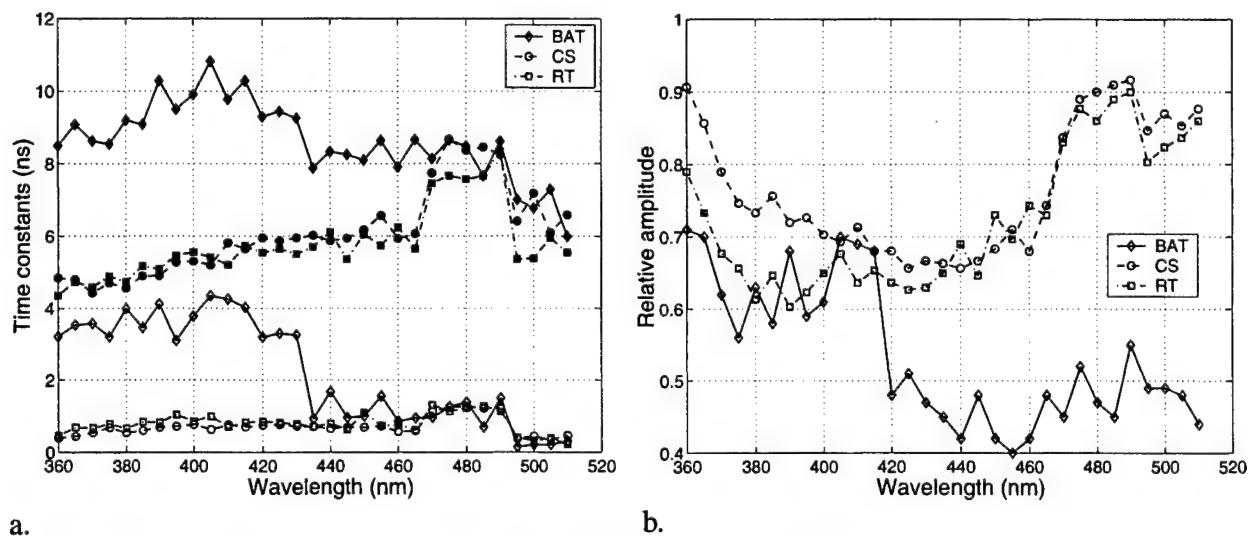 12
10
8
6
4
2
0
360
380
400
420
440
460
480
500
520
Time constants (ns)
Wavelength (nm)
BAT
CS
RT
a.
1
0.9
0.8
0.7
0.6
0.5
0.4
360
380
400
420
440
460
480
500
520
Relative amplitude
Wavelength (nm)
BAT
CS
RT
b.